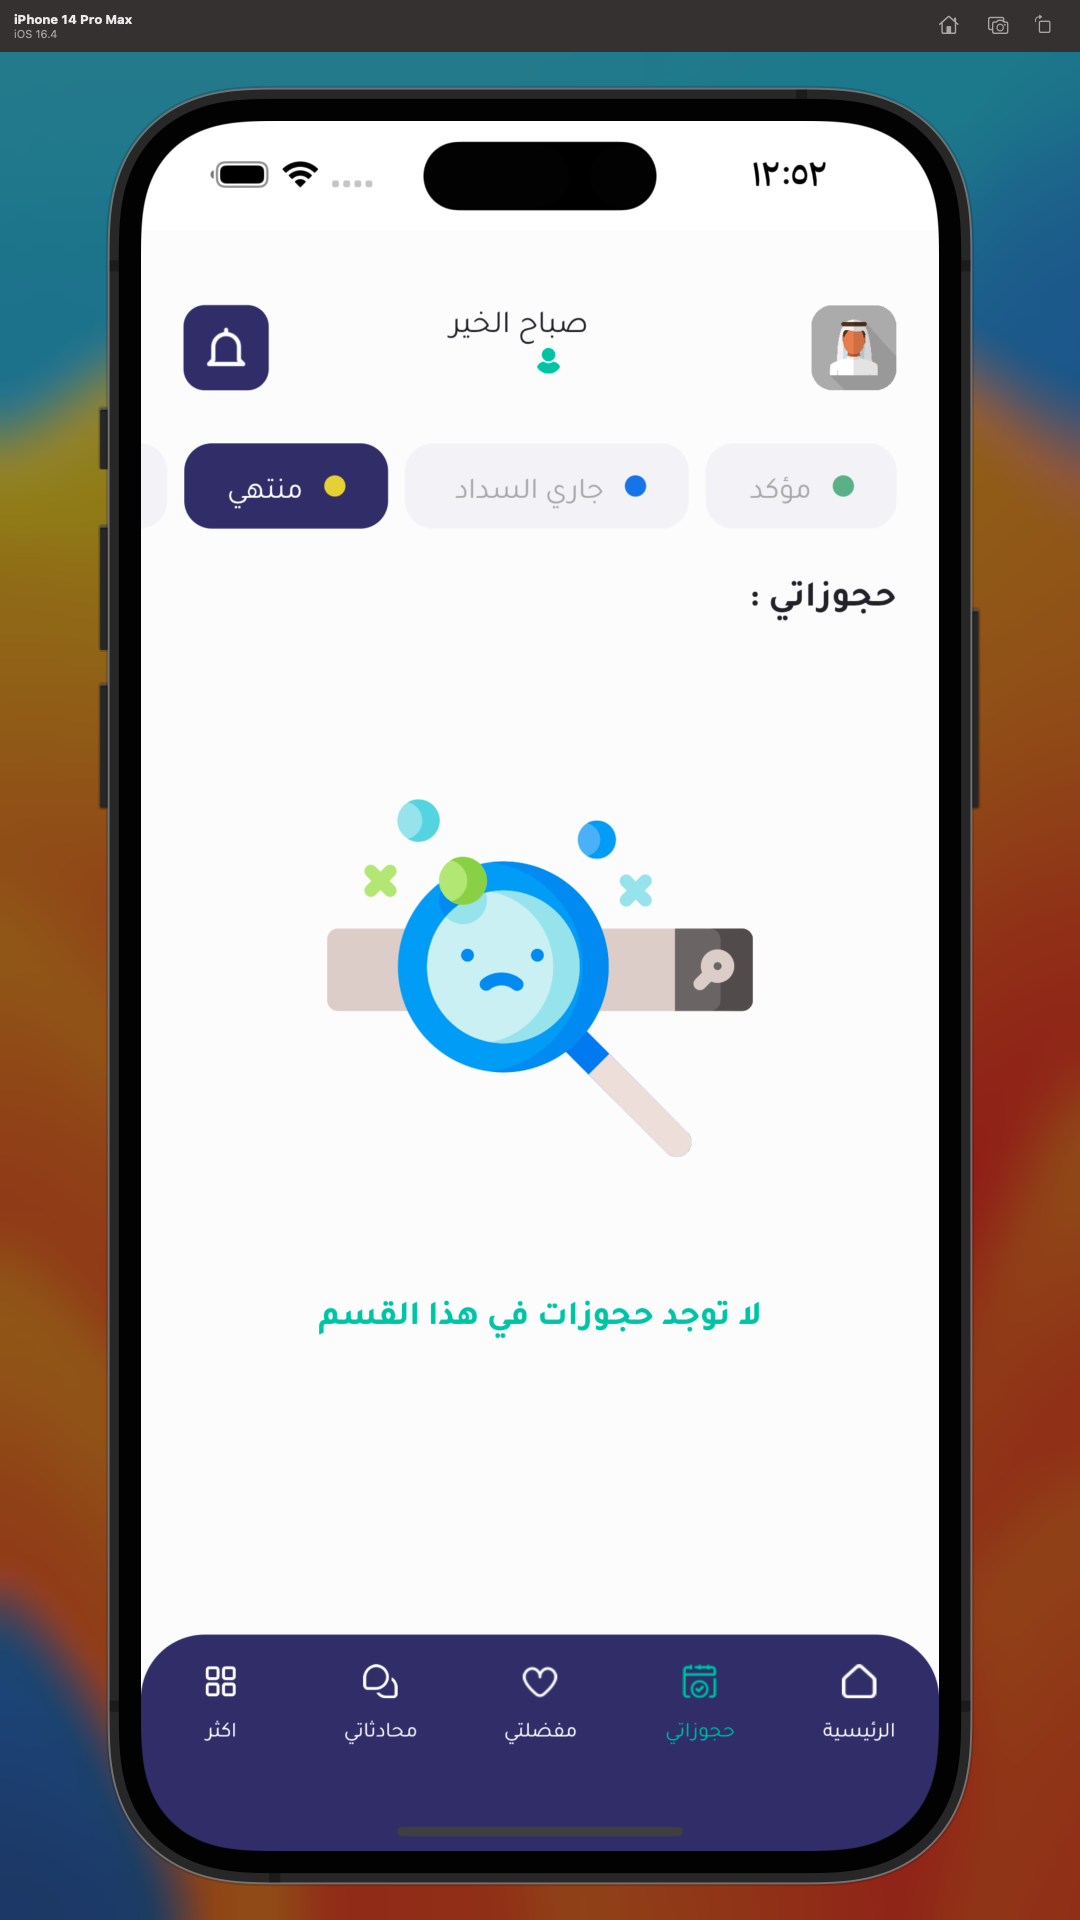 iPhone 14 Pro Max
iOS 16.4
١٢:٥٢
صباح الخير
مؤكد
جاري السداد
منتهي
حجوزاتي :
لا توجد حجوزات في هذا القسم
الرئيسية
حجوزاتي
مفضلتي
محادثاتي
اكثر